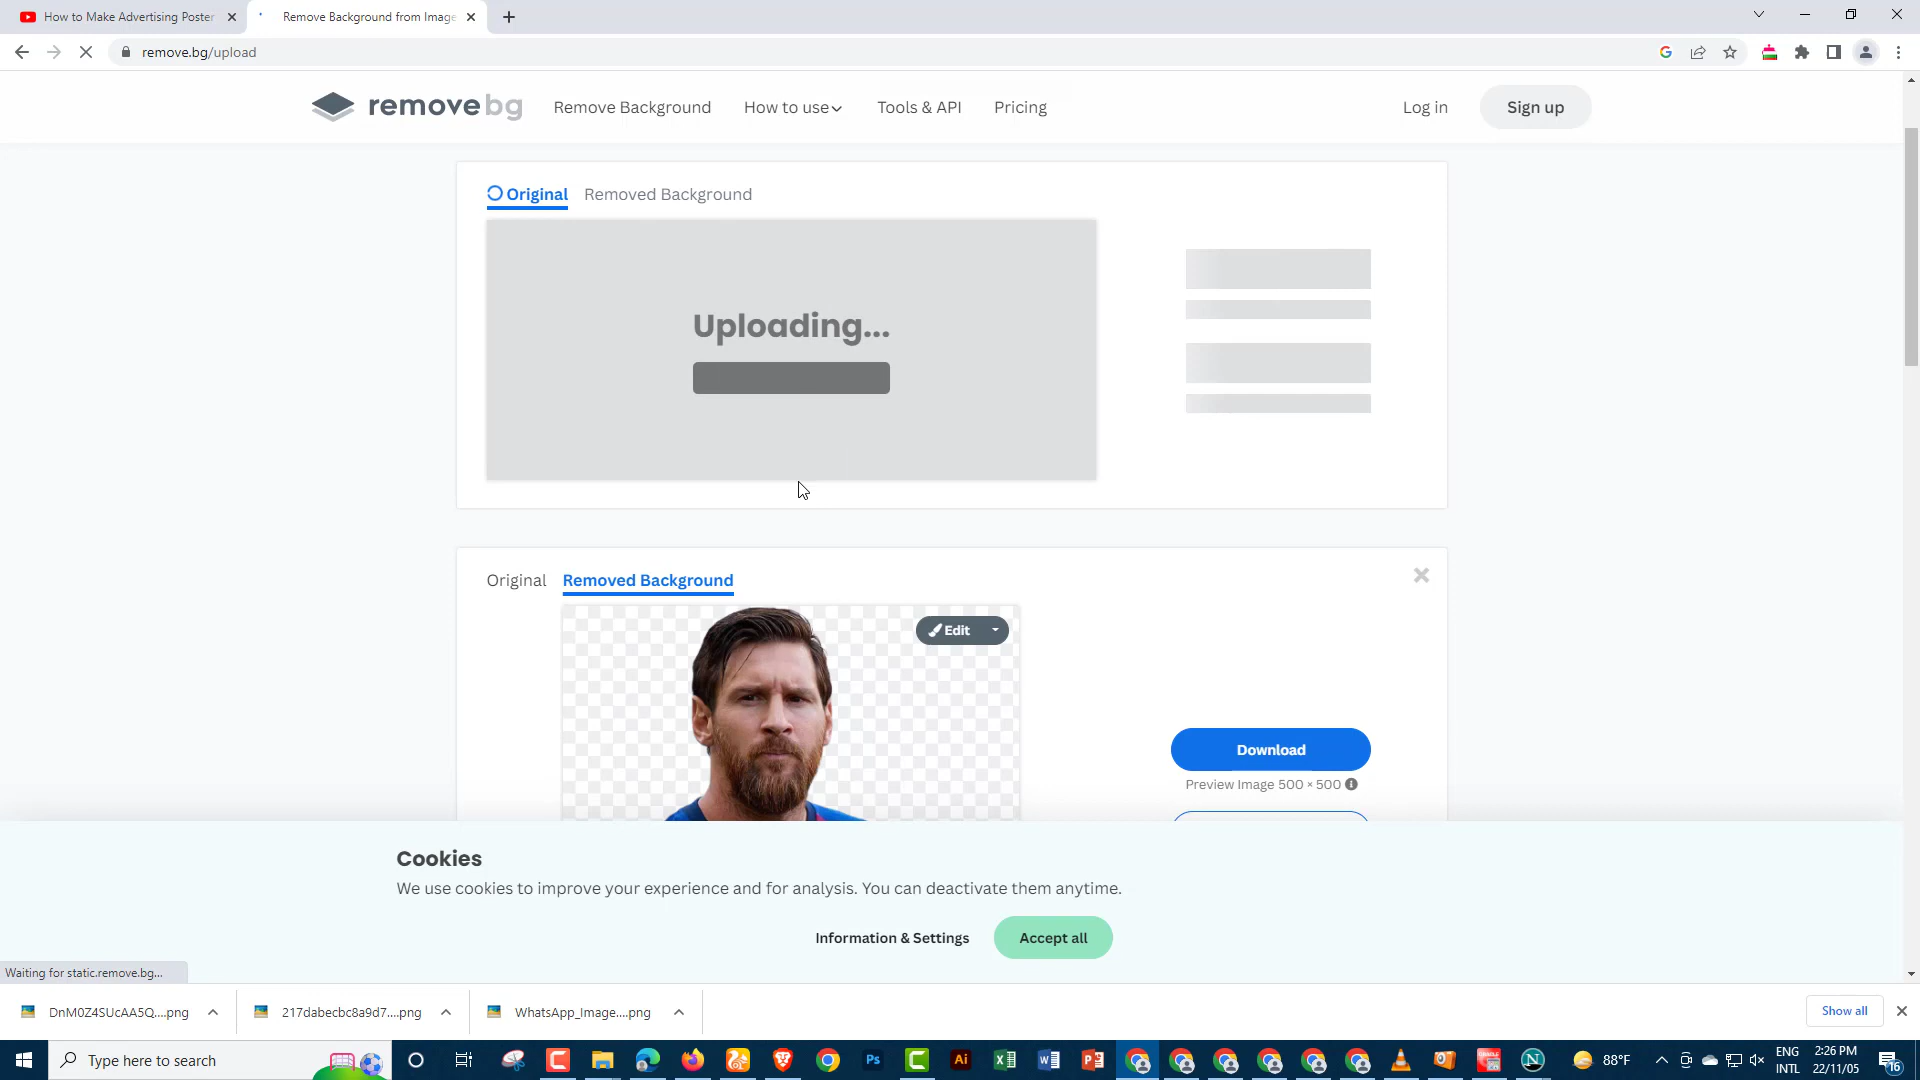 How to Make Advertising Poster
Remove Background from Image
remove.bg/upload
removebg Remove Background How to use Tools & API Pricing Log in Sign up
Original Removed Background
Uploading...
Original Removed Background
Edit
Download
Preview Image 500 × 500
Cookies
We use cookies to improve your experience and for analysis. You can deactivate them anytime.
Information & Settings Accept all
Waiting for static.remove.bg...
DnM0Z4SUcAA5Q....png 217dabecbc8a9d7....png WhatsApp_Image....png Show all
Type here to search
88°F
ENG
INTL
2:26 PM
22/11/05
16